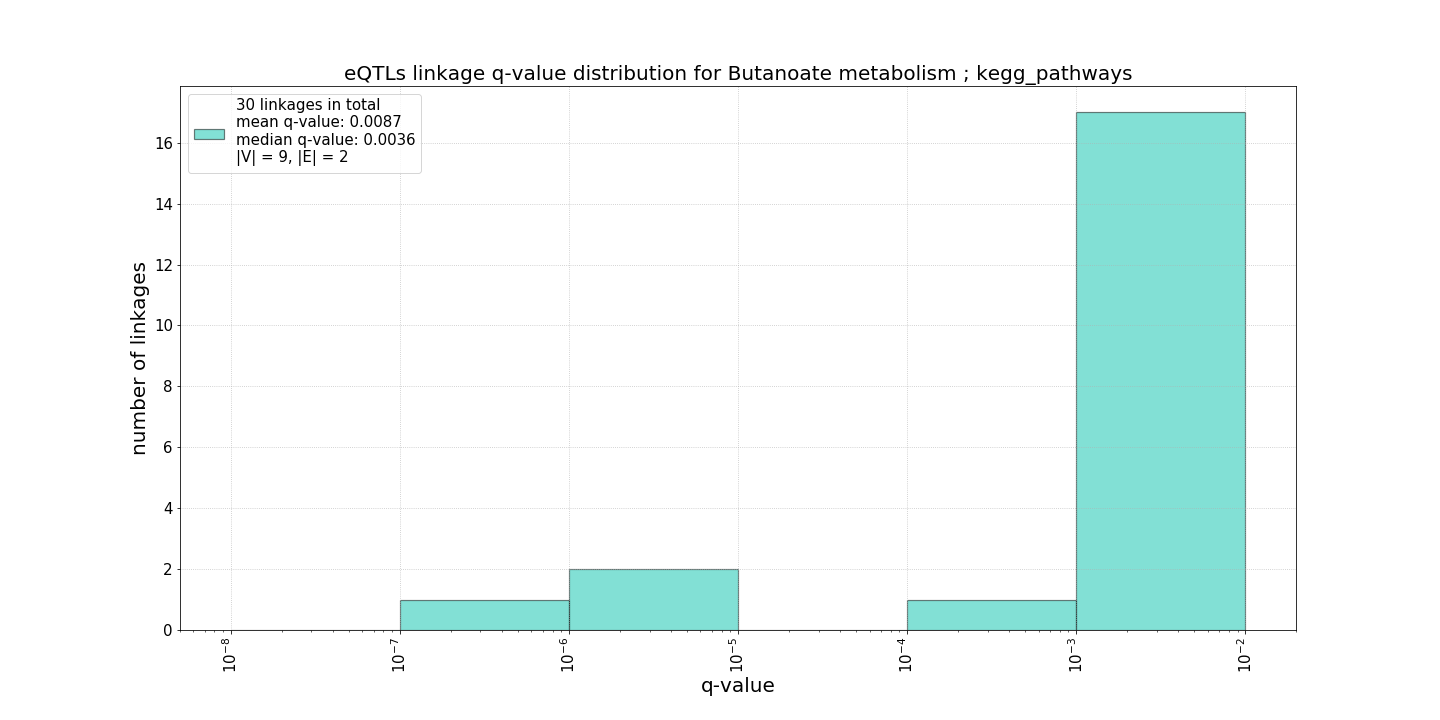 eQTLs linkage q-value distribution for Butanoate metabolism ; kegg_pathways
30 linkages in total
mean q-value: 0.0087
median q-value: 0.0036
|V| = 9, |E| = 2
number of linkages
16
14
12
10
8
6
4
2
0
10⁻⁸ 10⁻⁷ 10⁻⁶ 10⁻⁵ 10⁻⁴ 10⁻³ 10⁻²
q-value